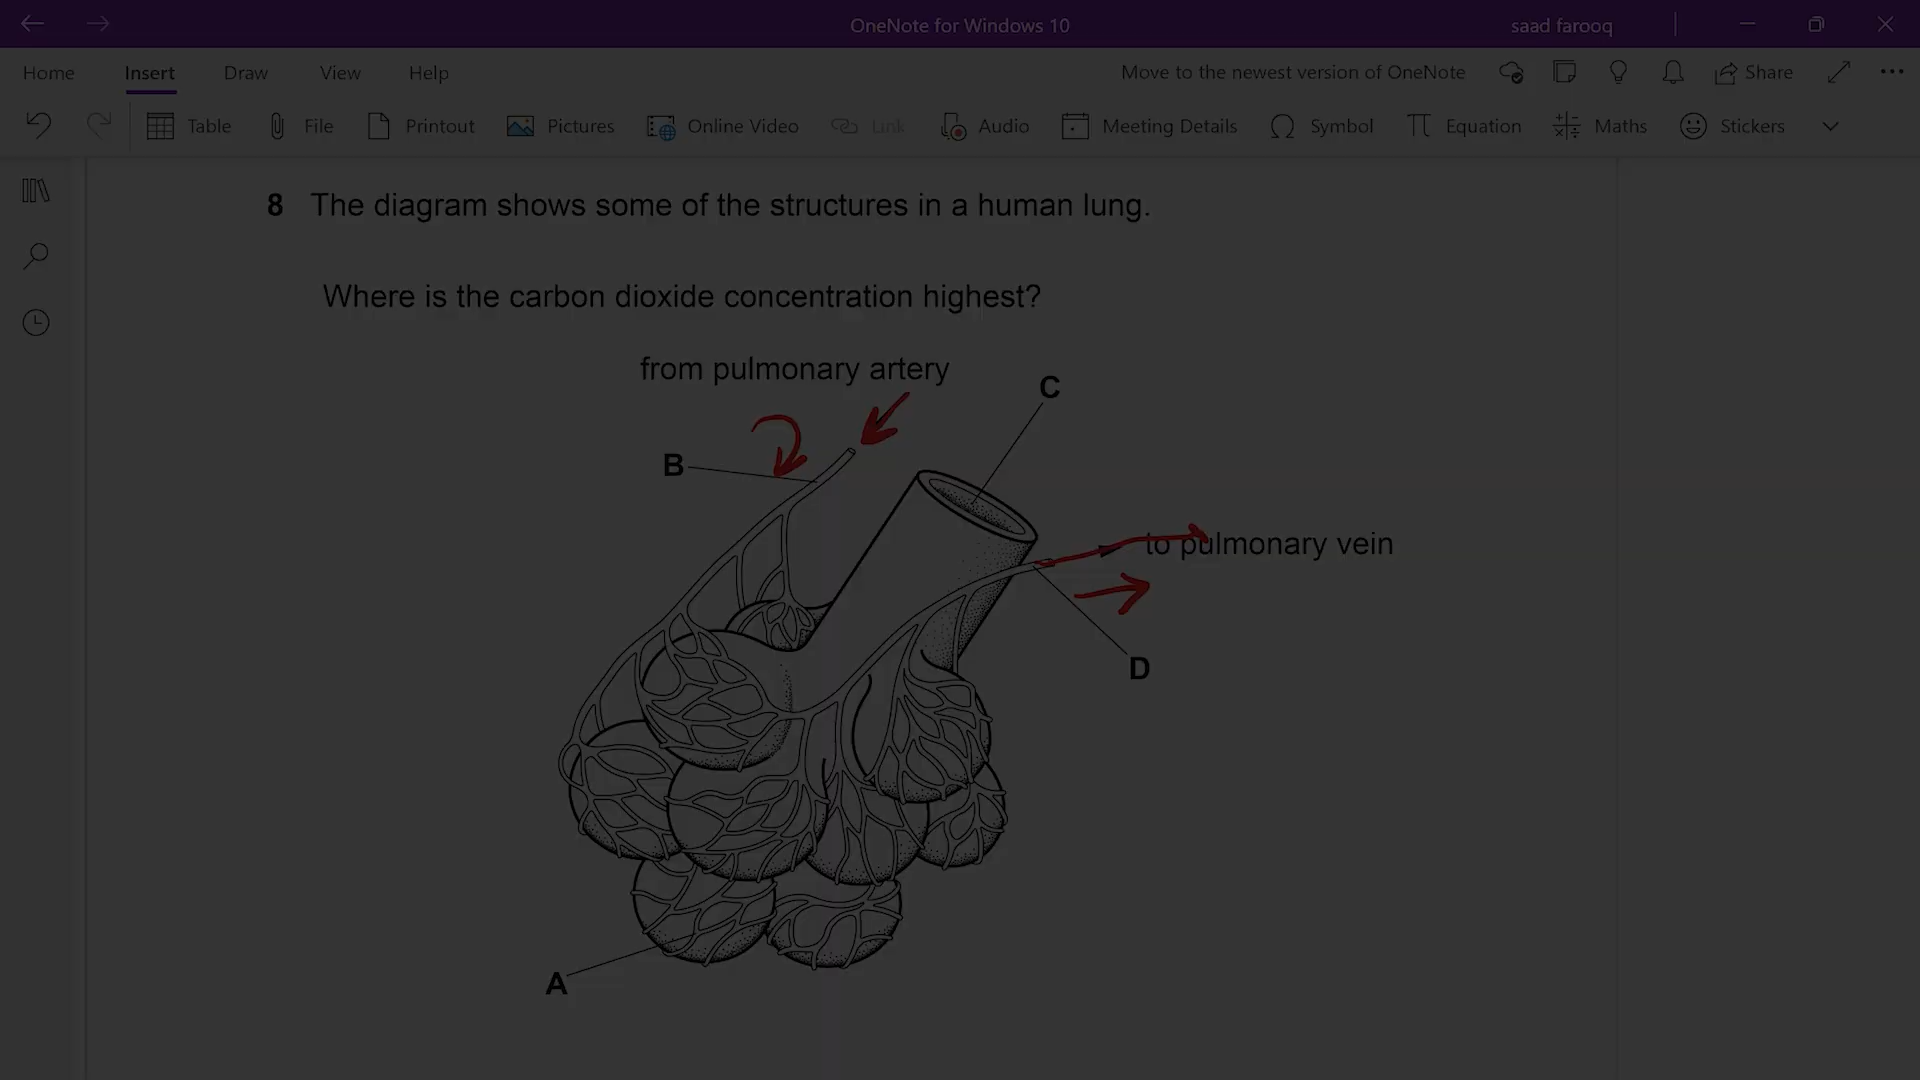 OneNote for Windows 10
saad farooq
Home Insert Draw View Help
Move to the newest version of OneNote
Share
Table File Printout Pictures Online Video Link Audio Meeting Details Symbol Equation Maths Stickers
8 The diagram shows some of the structures in a human lung.
Where is the carbon dioxide concentration highest?
from pulmonary artery
C
B
to pulmonary vein
D
A